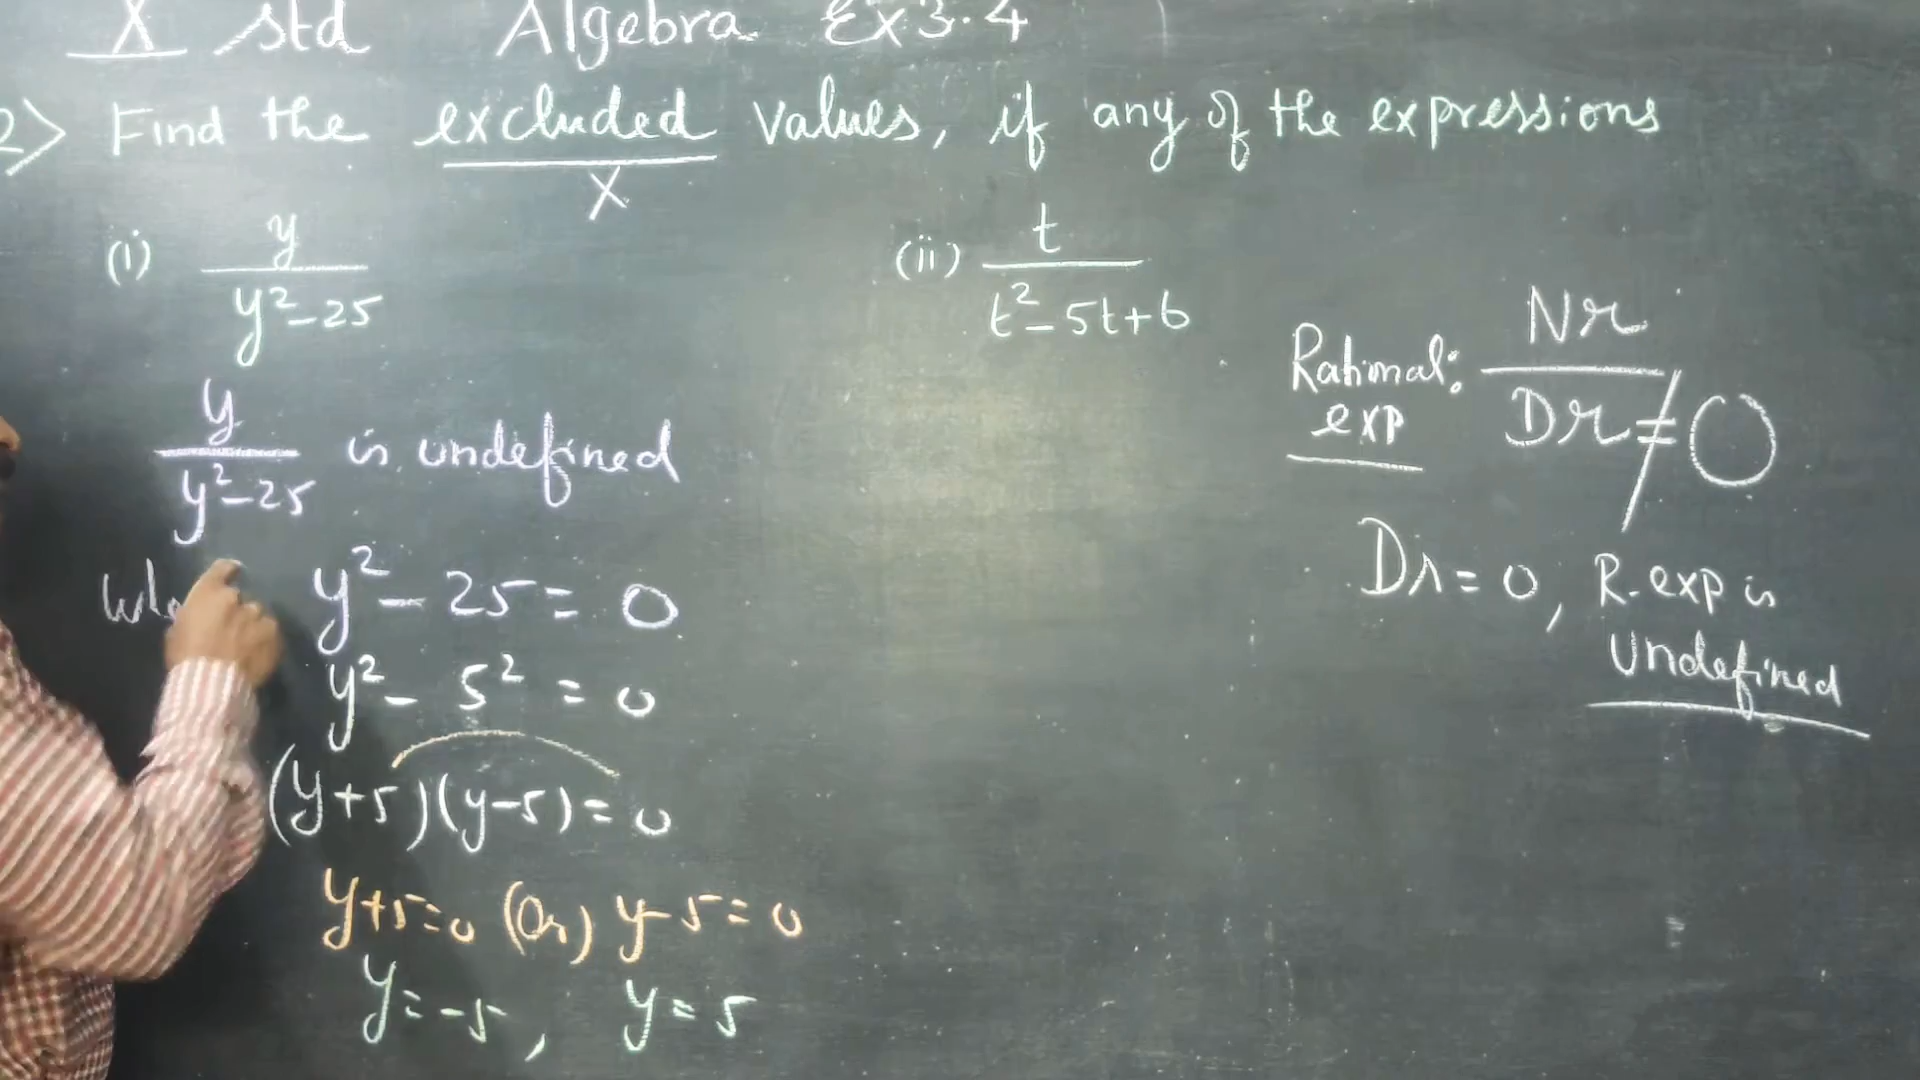 X std Algebra Ex 3.4
2) Find the excluded values, if any of the expressions
X
(i) y / y²-25
(ii) t / t²-5t+6
y / y²-25 is undefined
y²-25=0
y²-5²=0
(y+5)(y-5)=0
y+5=0 (Or) y-5=0
y=-5, y=5
Rational exp: Nr / Dr≠0
Dr=0, R.exp is
undefined